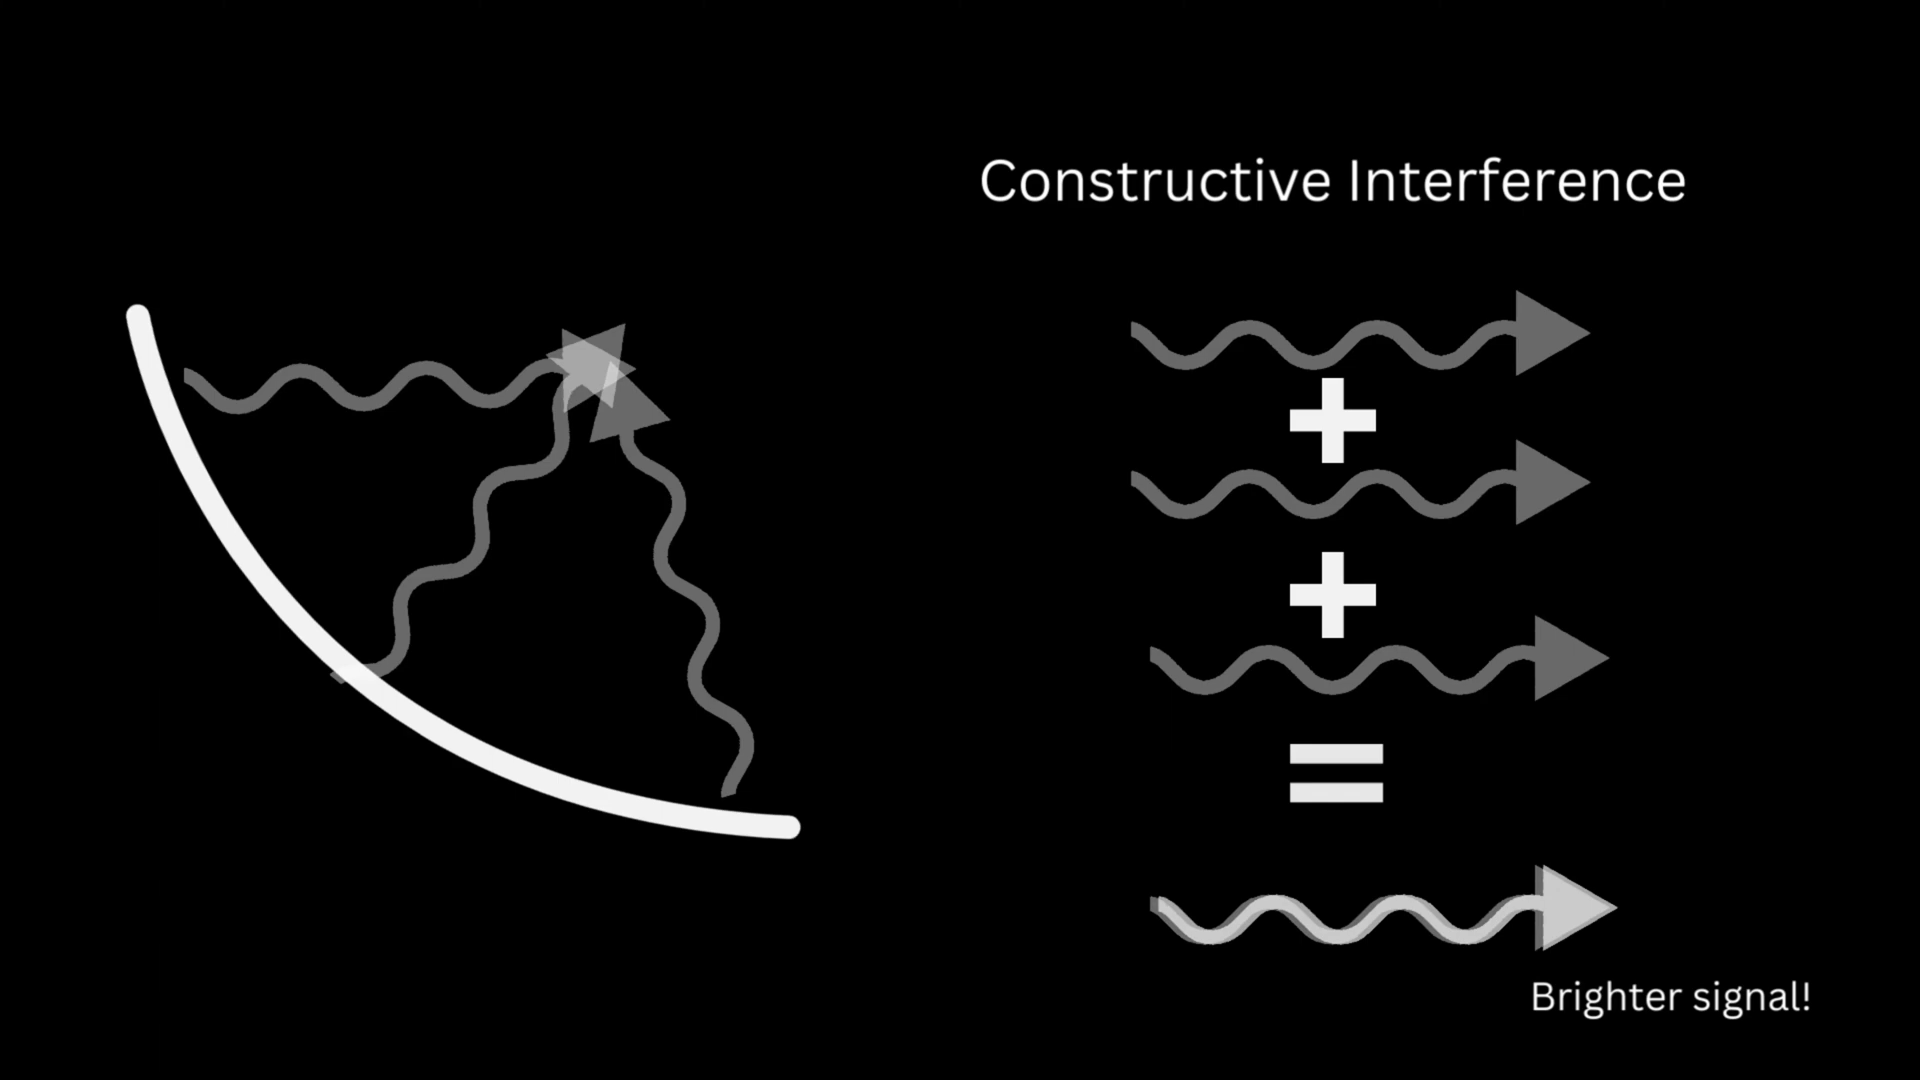 Constructive Interference
+
+
=
Brighter signal!